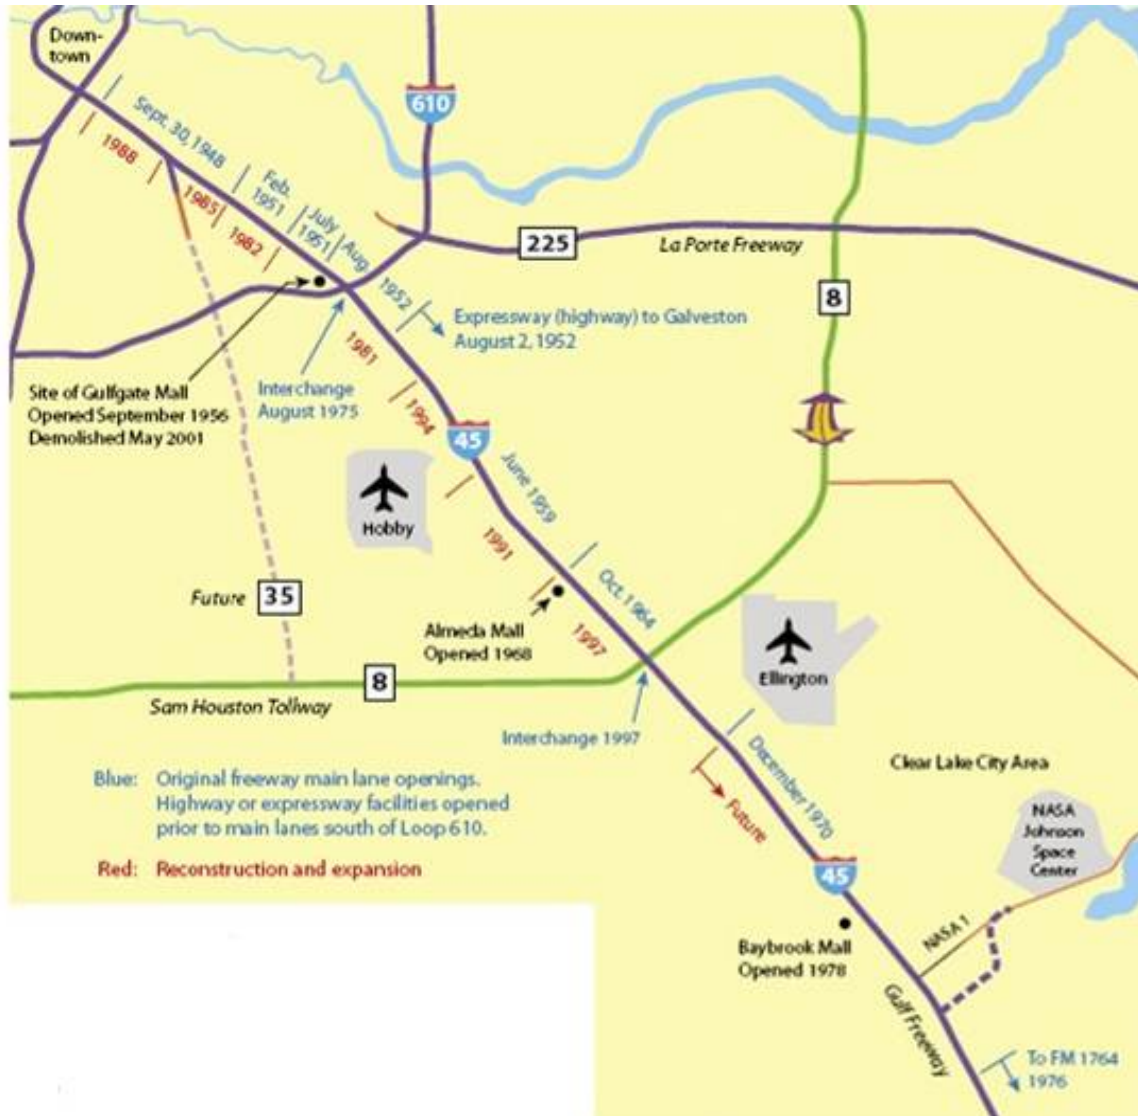 Down-
town
610
Sept. 30, 1948
1988
Feb.
1951
1985
July
1951
1982
Aug.
1952
225
La Porte Freeway
8
Expressway (highway) to Galveston
August 2, 1952
1981
Site of Gulfgate Mall
Opened September 1956
Demolished May 2001
Interchange
August 1975
1994
45
June 1959
Hobby
1991
Oct. 1964
Future 35
Almeda Mall
Opened 1968
1997
8
Sam Houston Tollway
Ellington
Interchange 1997
December 1970
Future
Clear Lake City Area
Blue: Original freeway main lane openings.
Highway or expressway facilities opened
prior to main lanes south of Loop 610.
Red: Reconstruction and expansion
NASA
Johnson
Space
Center
45
NASA 1
Baybrook Mall
Opened 1978
Gulf Freeway
To FM 1764
1976